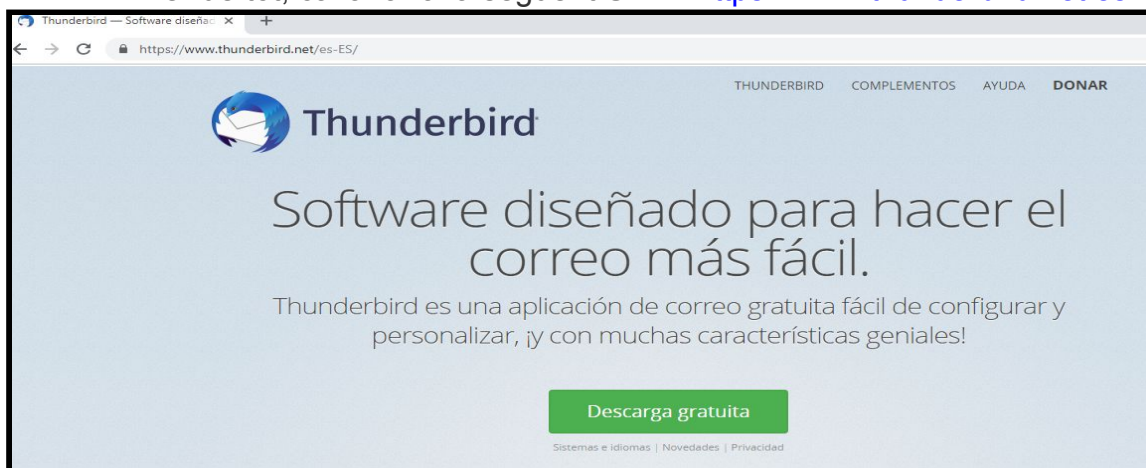 Thunderbird — Software diseñad
https://www.thunderbird.net/es-ES/
THUNDERBIRD COMPLEMENTOS AYUDA DONAR
Thunderbird
Software diseñado para hacer el
correo más fácil.
Thunderbird es una aplicación de correo gratuita fácil de configurar y
personalizar, ¡y con muchas características geniales!
Descarga gratuita
Sistemas e idiomas | Novedades | Privacidad